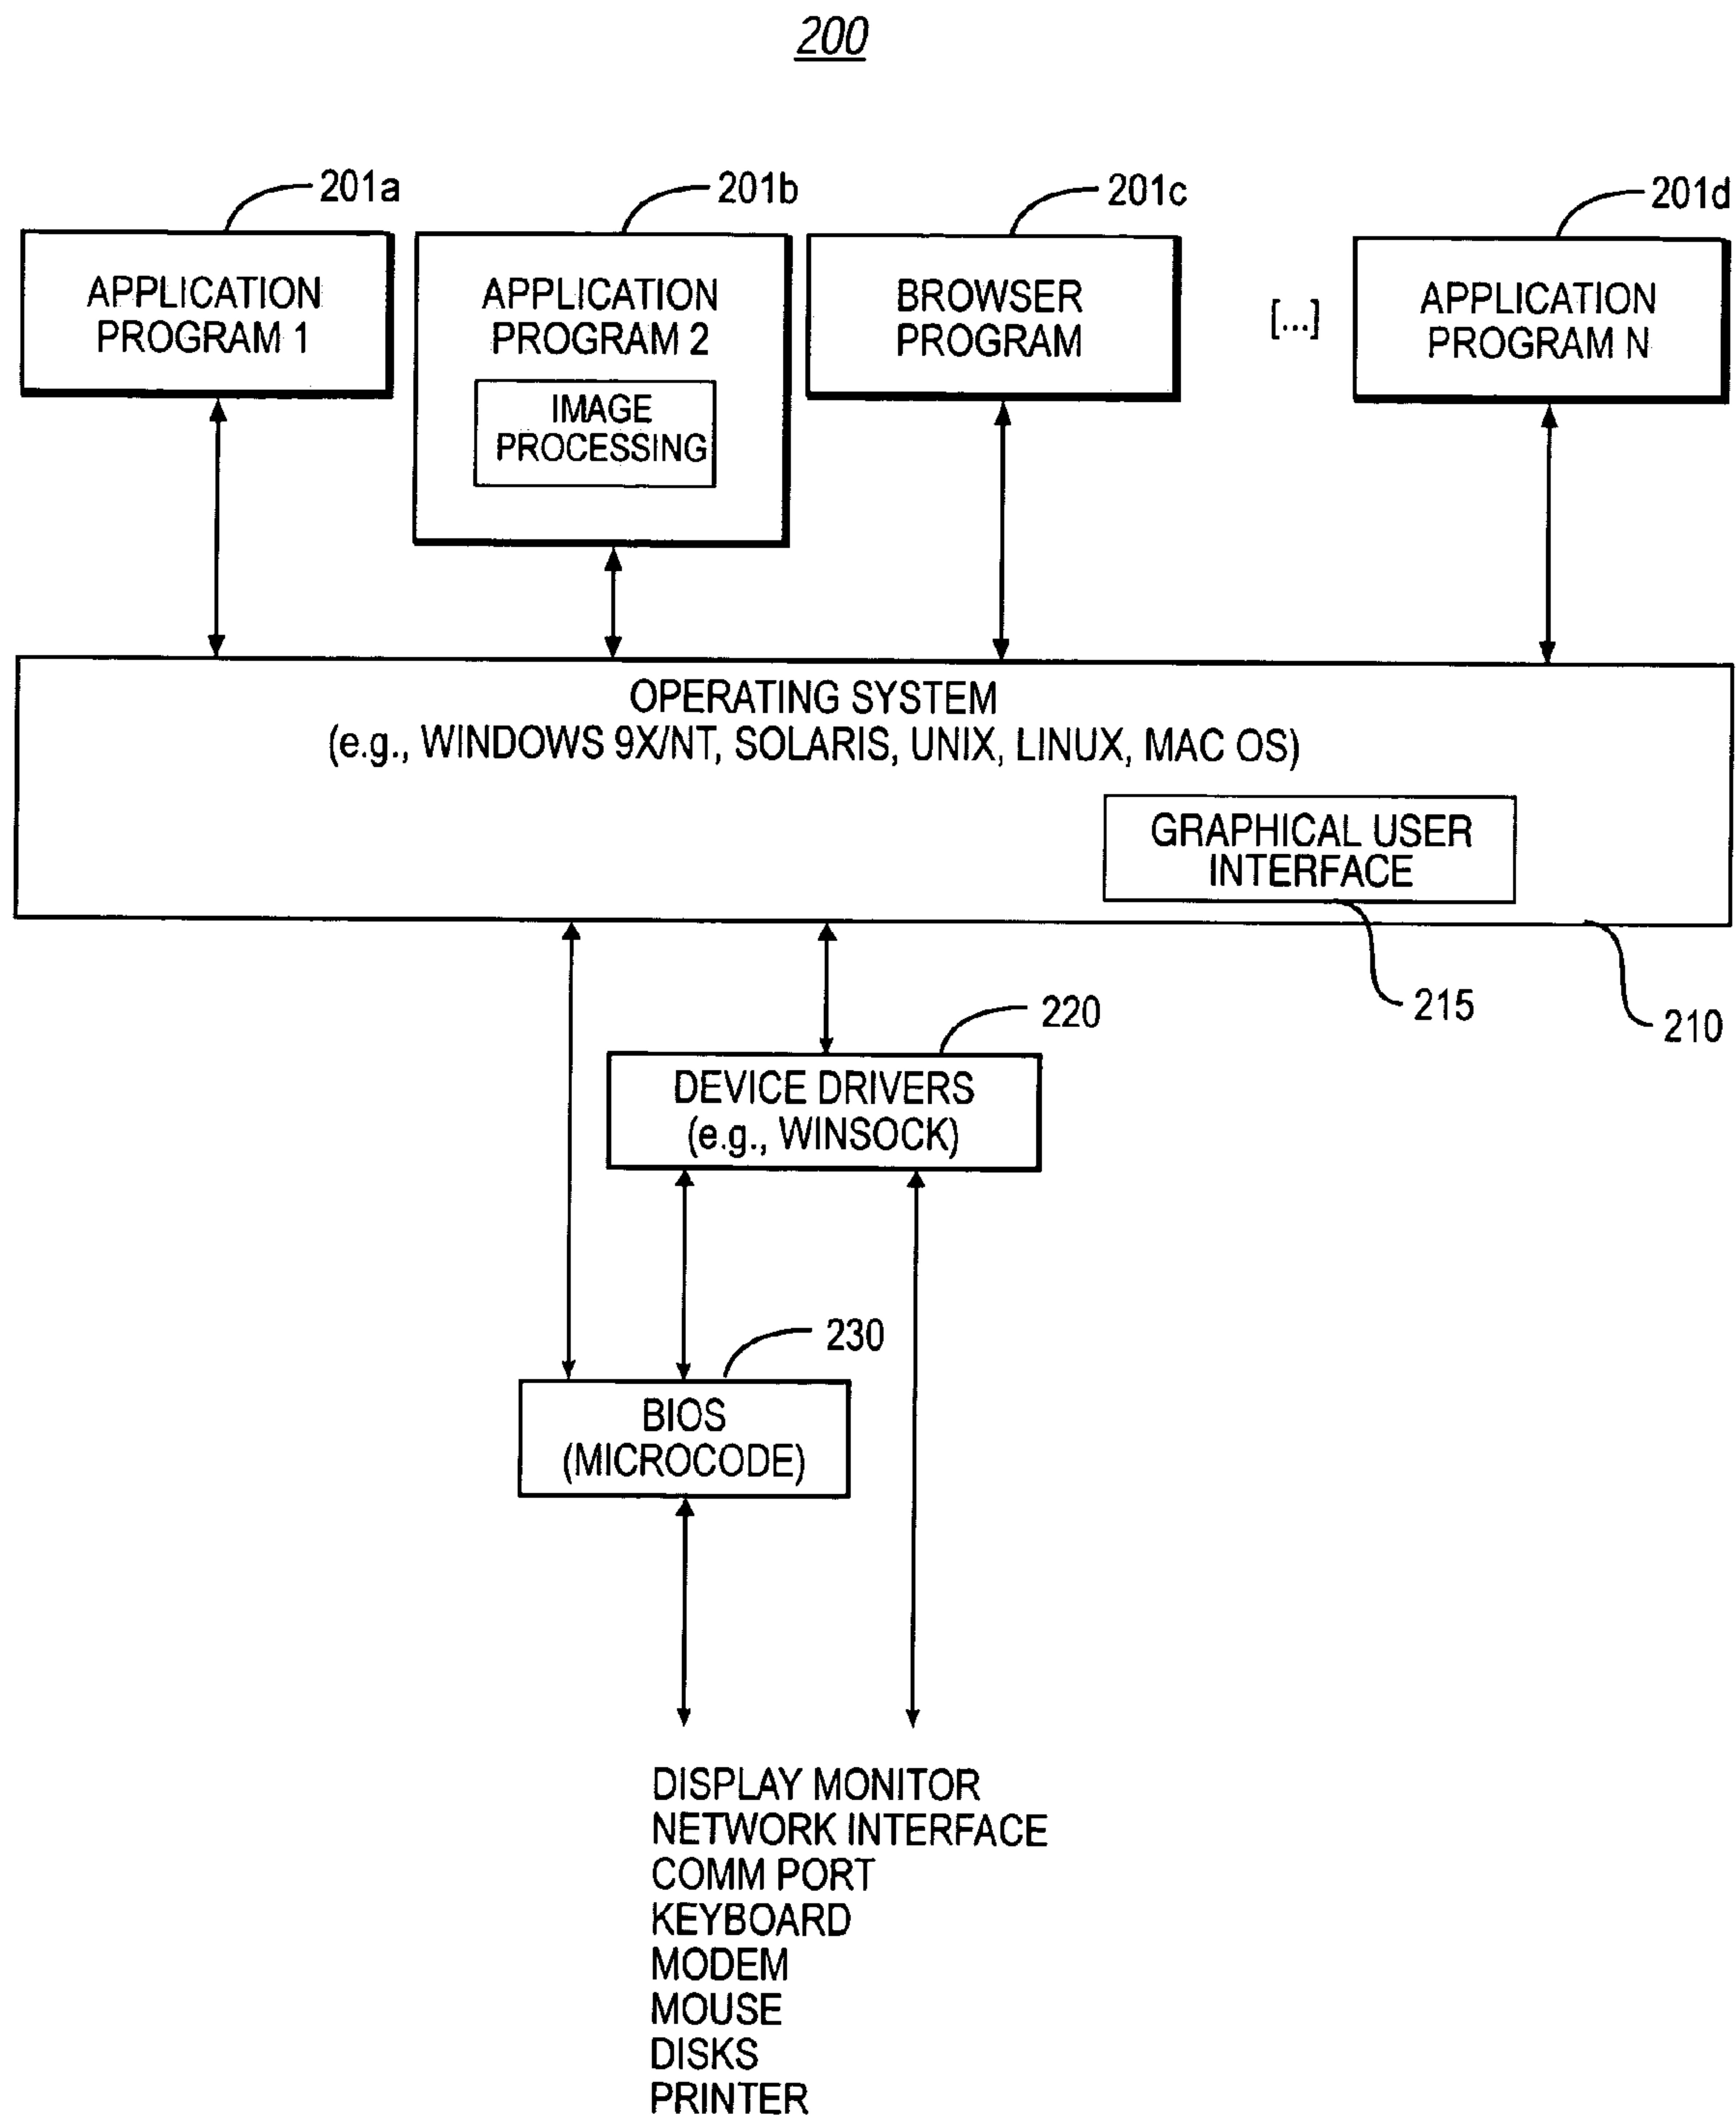 200
201a
201b
201c
201d
APPLICATION
PROGRAM 1
APPLICATION
PROGRAM 2
IMAGE
PROCESSING
BROWSER
PROGRAM
[...]
APPLICATION
PROGRAM N
OPERATING SYSTEM
(e.g., WINDOWS 9X/NT, SOLARIS, UNIX, LINUX, MAC OS)
GRAPHICAL USER
INTERFACE
215
210
220
DEVICE DRIVERS
(e.g., WINSOCK)
230
BIOS
(MICROCODE)
DISPLAY MONITOR
NETWORK INTERFACE
COMM PORT
KEYBOARD
MODEM
MOUSE
DISKS
PRINTER